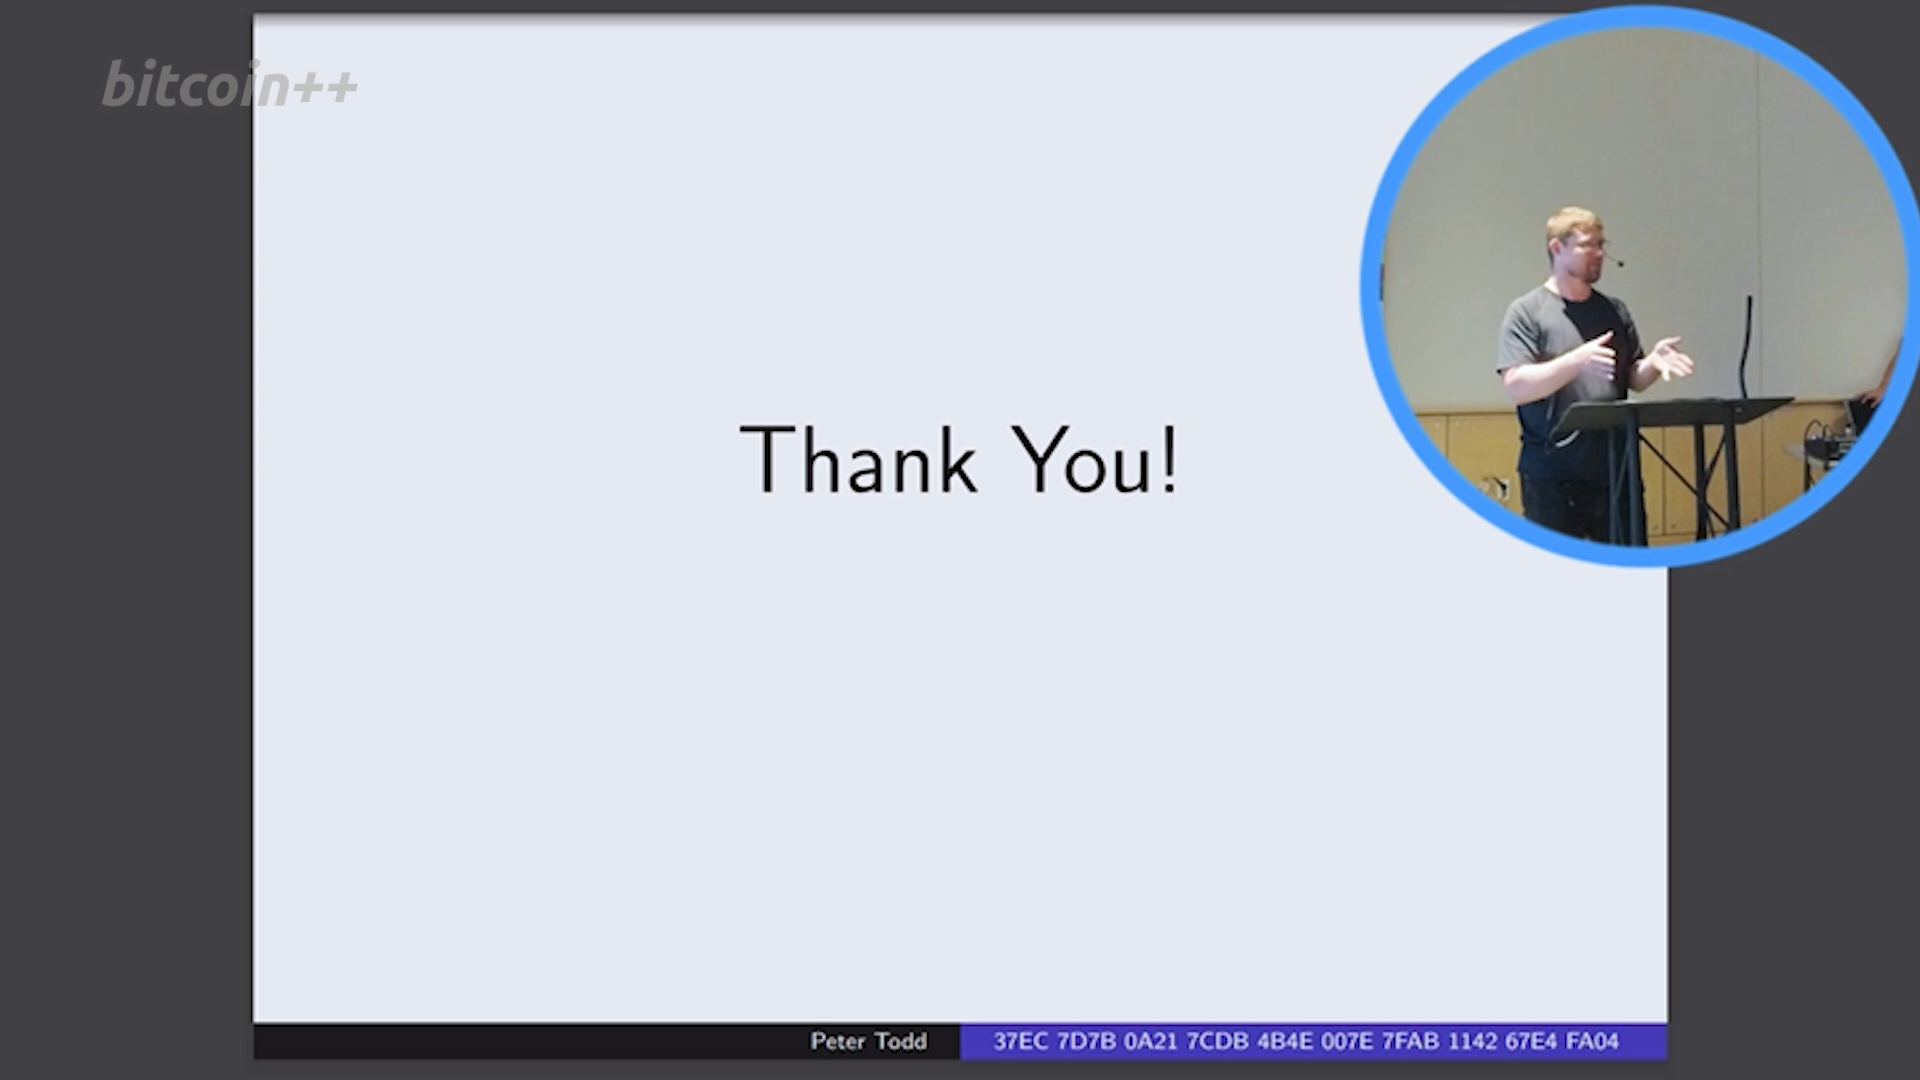 bitcoin++
Thank You!
Peter Todd
37EC 7D7B 0A21 7CDB 4B4E 007E 7FAB 1142 67E4 FA04